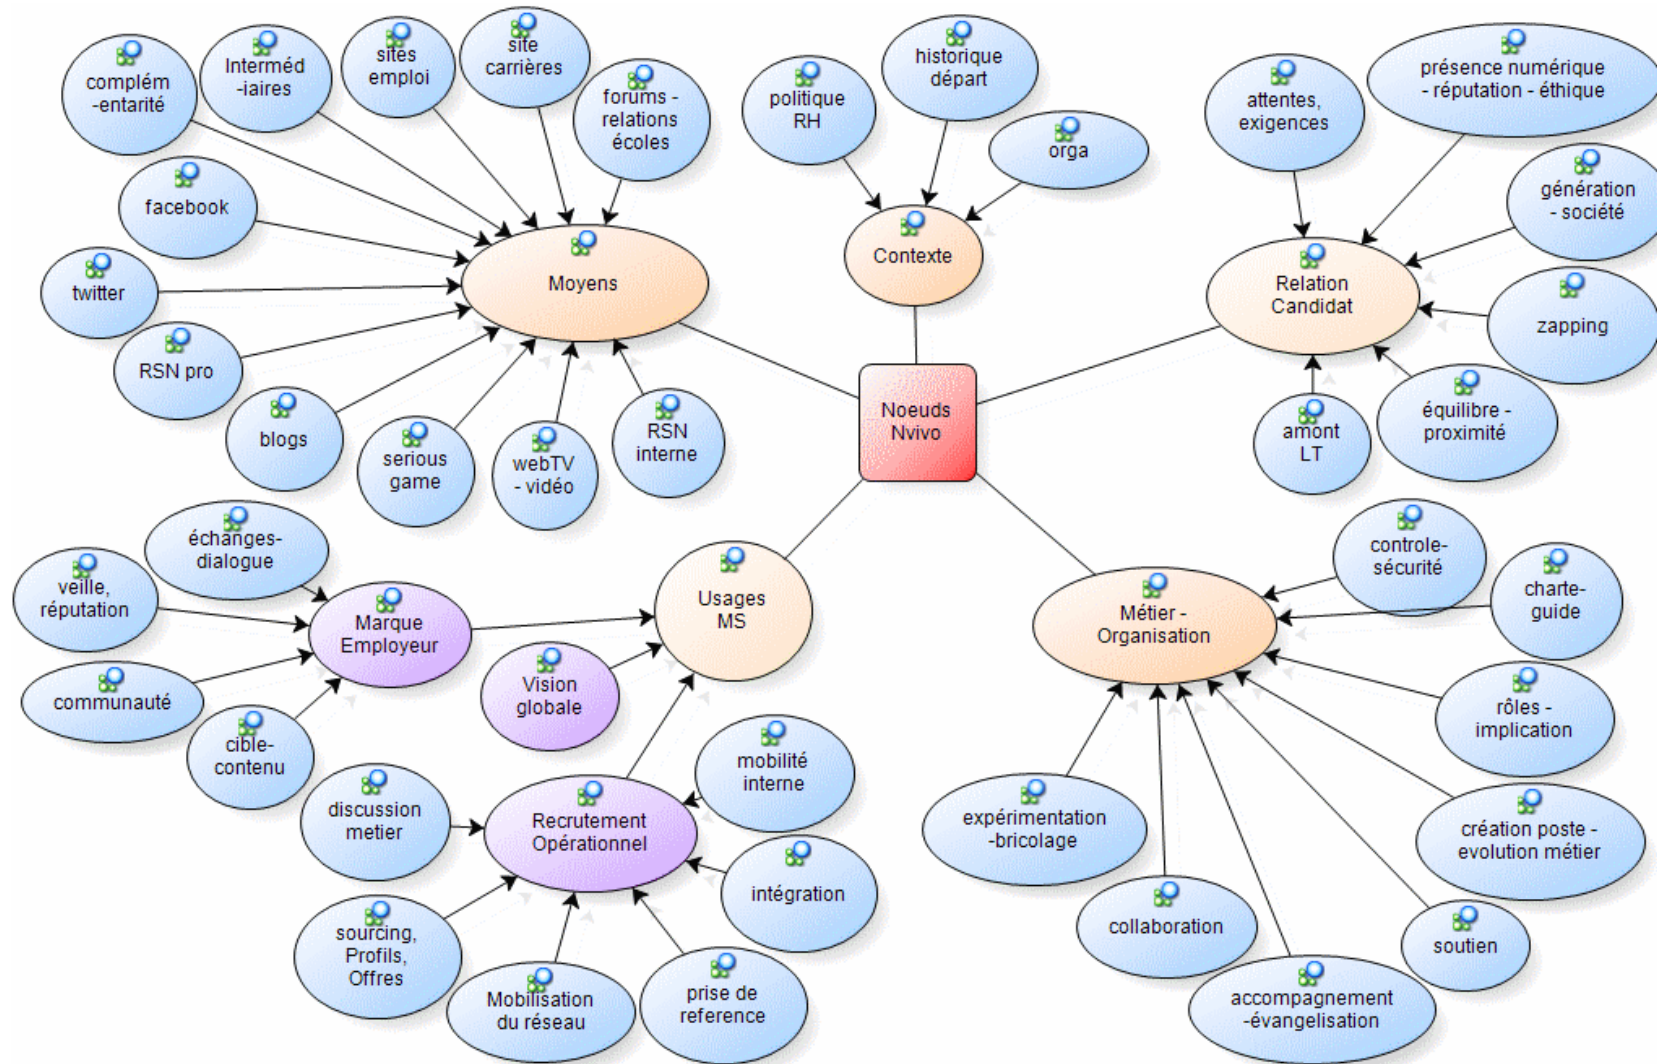 complém
-entarité
Interméd
-iaires
sites
emploi
site
carrières
forums -
relations
écoles
facebook
twitter
RSN pro
blogs
serious
game
webTV
- vidéo
RSN
interne
Moyens
politique
RH
historique
départ
orga
Contexte
attentes,
exigences
présence numérique
- réputation - éthique
génération
- société
zapping
équilibre -
proximité
amont
LT
Relation
Candidat
Noeuds
Nvivo
échanges-
dialogue
veille,
réputation
communauté
cible-
contenu
Marque
Employeur
Usages
MS
Vision
globale
discussion
metier
Recrutement
Opérationnel
mobilité
interne
intégration
sourcing,
Profils,
Offres
Mobilisation
du réseau
prise de
reference
Métier -
Organisation
controle-
sécurité
charte-
guide
rôles -
implication
création poste -
evolution métier
soutien
accompagnement
-évangelisation
collaboration
expérimentation
-bricolage